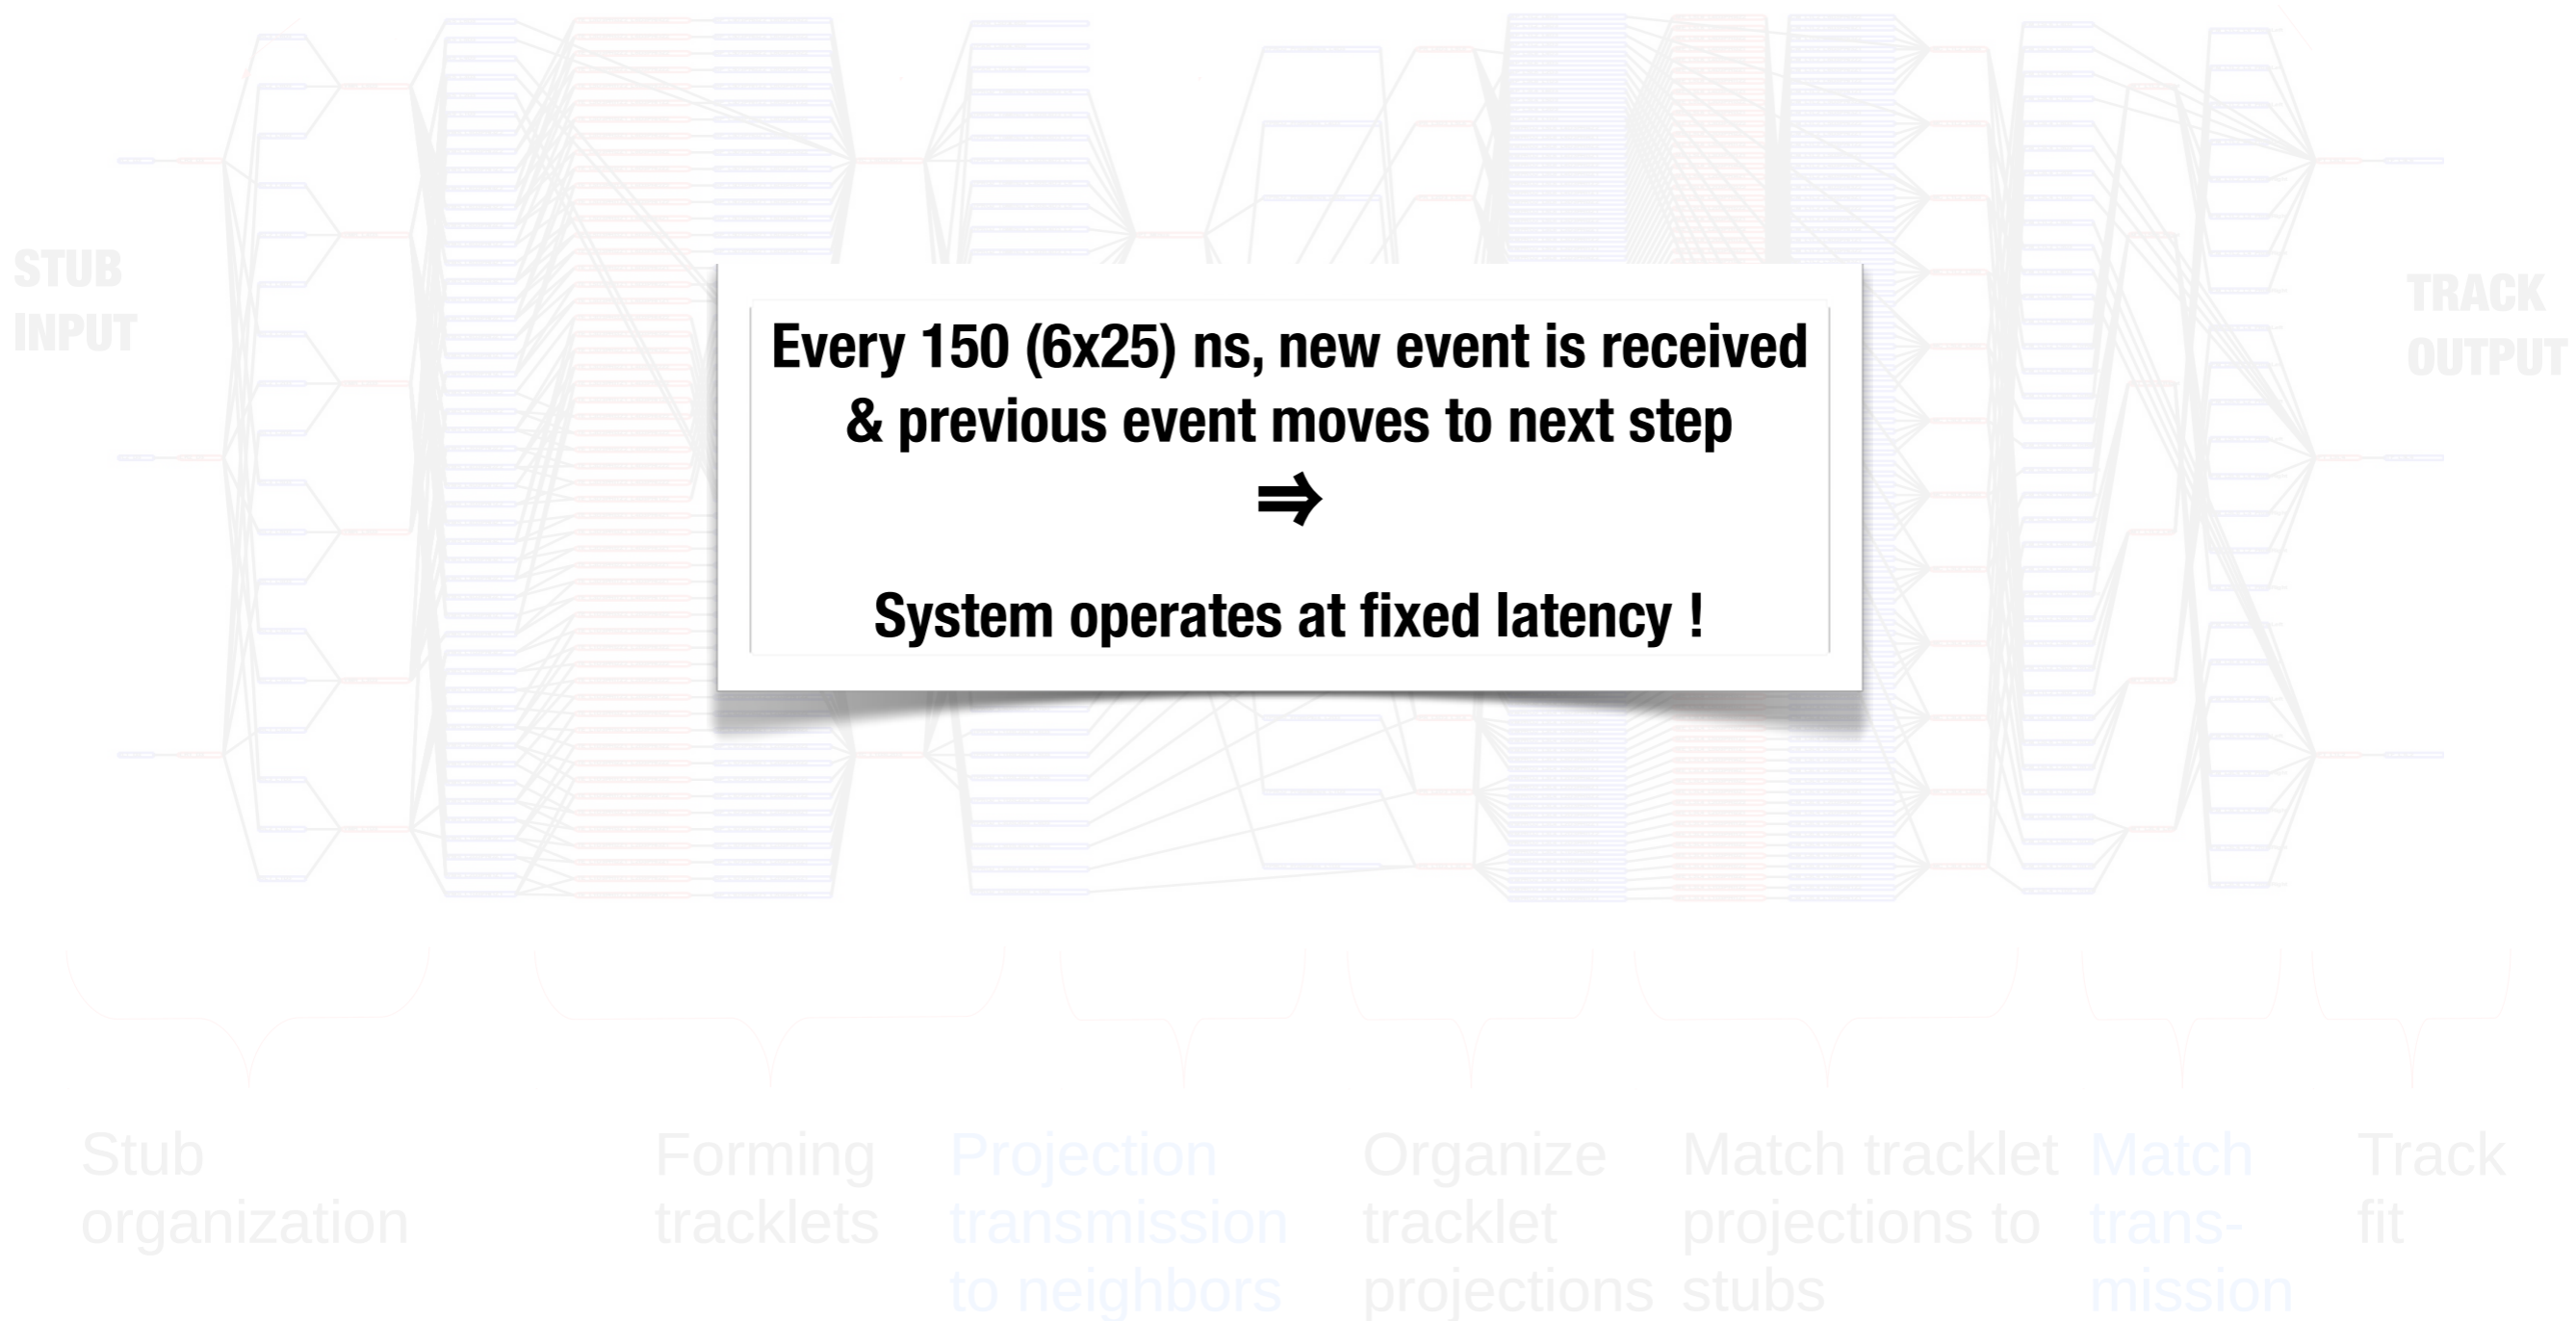 STUB
INPUT
TRACK
OUTPUT
Every 150 (6x25) ns, new event is received
& previous event moves to next step
⇒
System operates at fixed latency !
Stub
organization
Forming
tracklets
Projection
transmission
to neighbors
Organize
tracklet
projections
Match tracklet
projections to
stubs
Match
trans-
mission
Track
fit